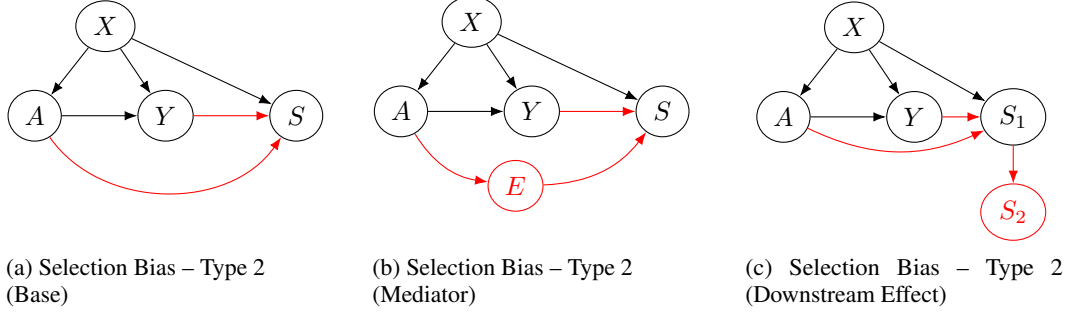 X
A
Y
S
(a) Selection Bias – Type 2
(Base)
X
A
Y
S
E
(b) Selection Bias – Type 2
(Mediator)
X
A
Y
S₁
S₂
(c) Selection Bias – Type 2
(Downstream Effect)